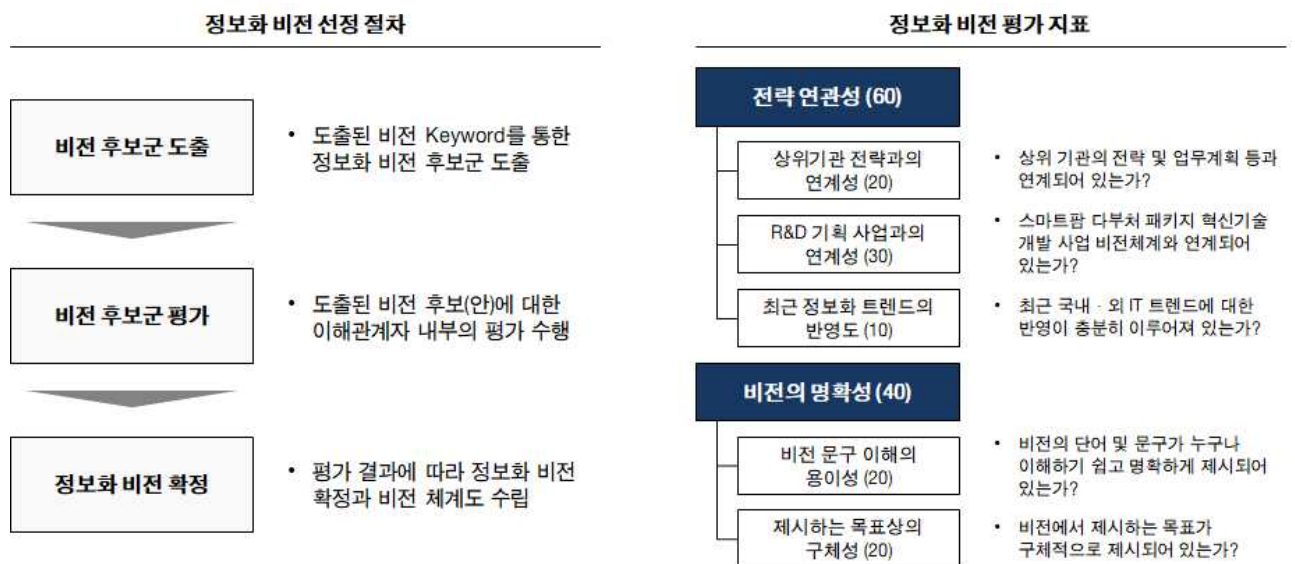 정보화 비전 선정 절차
비전 후보군 도출
• 도출된 비전 Keyword를 통한
정보화 비전 후보군 도출
비전 후보군 평가
• 도출된 비전 후보(안)에 대한
이해관계자 내부의 평가 수행
정보화 비전 확정
• 평가 결과에 따라 정보화 비전
확정과 비전 체계도 수립
정보화 비전 평가 지표
전략 연관성 (60)
상위기관 전략과의
연계성 (20)
• 상위 기관의 전략 및 업무계획 등과
연계되어 있는가?
R&D 기획 사업과의
연계성 (30)
• 스마트팜 다부처 패키지 혁신기술
개발 사업 비전체계와 연계되어
있는가?
최근 정보화 트렌드의
반영도 (10)
• 최근 국내 · 외 IT 트렌드에 대한
반영이 충분히 이루어져 있는가?
비전의 명확성 (40)
비전 문구 이해의
용이성 (20)
• 비전의 단어 및 문구가 누구나
이해하기 쉽고 명확하게 제시되어
있는가?
제시하는 목표상의
구체성 (20)
• 비전에서 제시하는 목표가
구체적으로 제시되어 있는가?